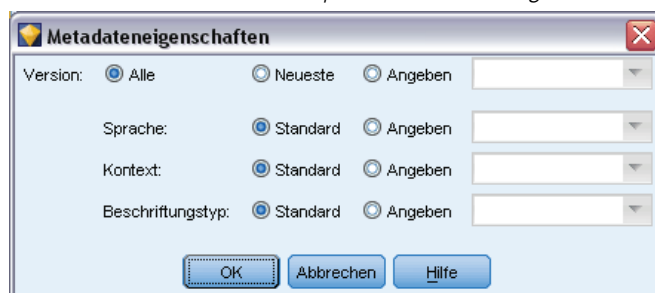 Metadateneigenschaften
Version: Alle Neueste Angeben
Sprache: Standard Angeben
Kontext: Standard Angeben
Beschriftungstyp: Standard Angeben
OK Abbrechen Hilfe